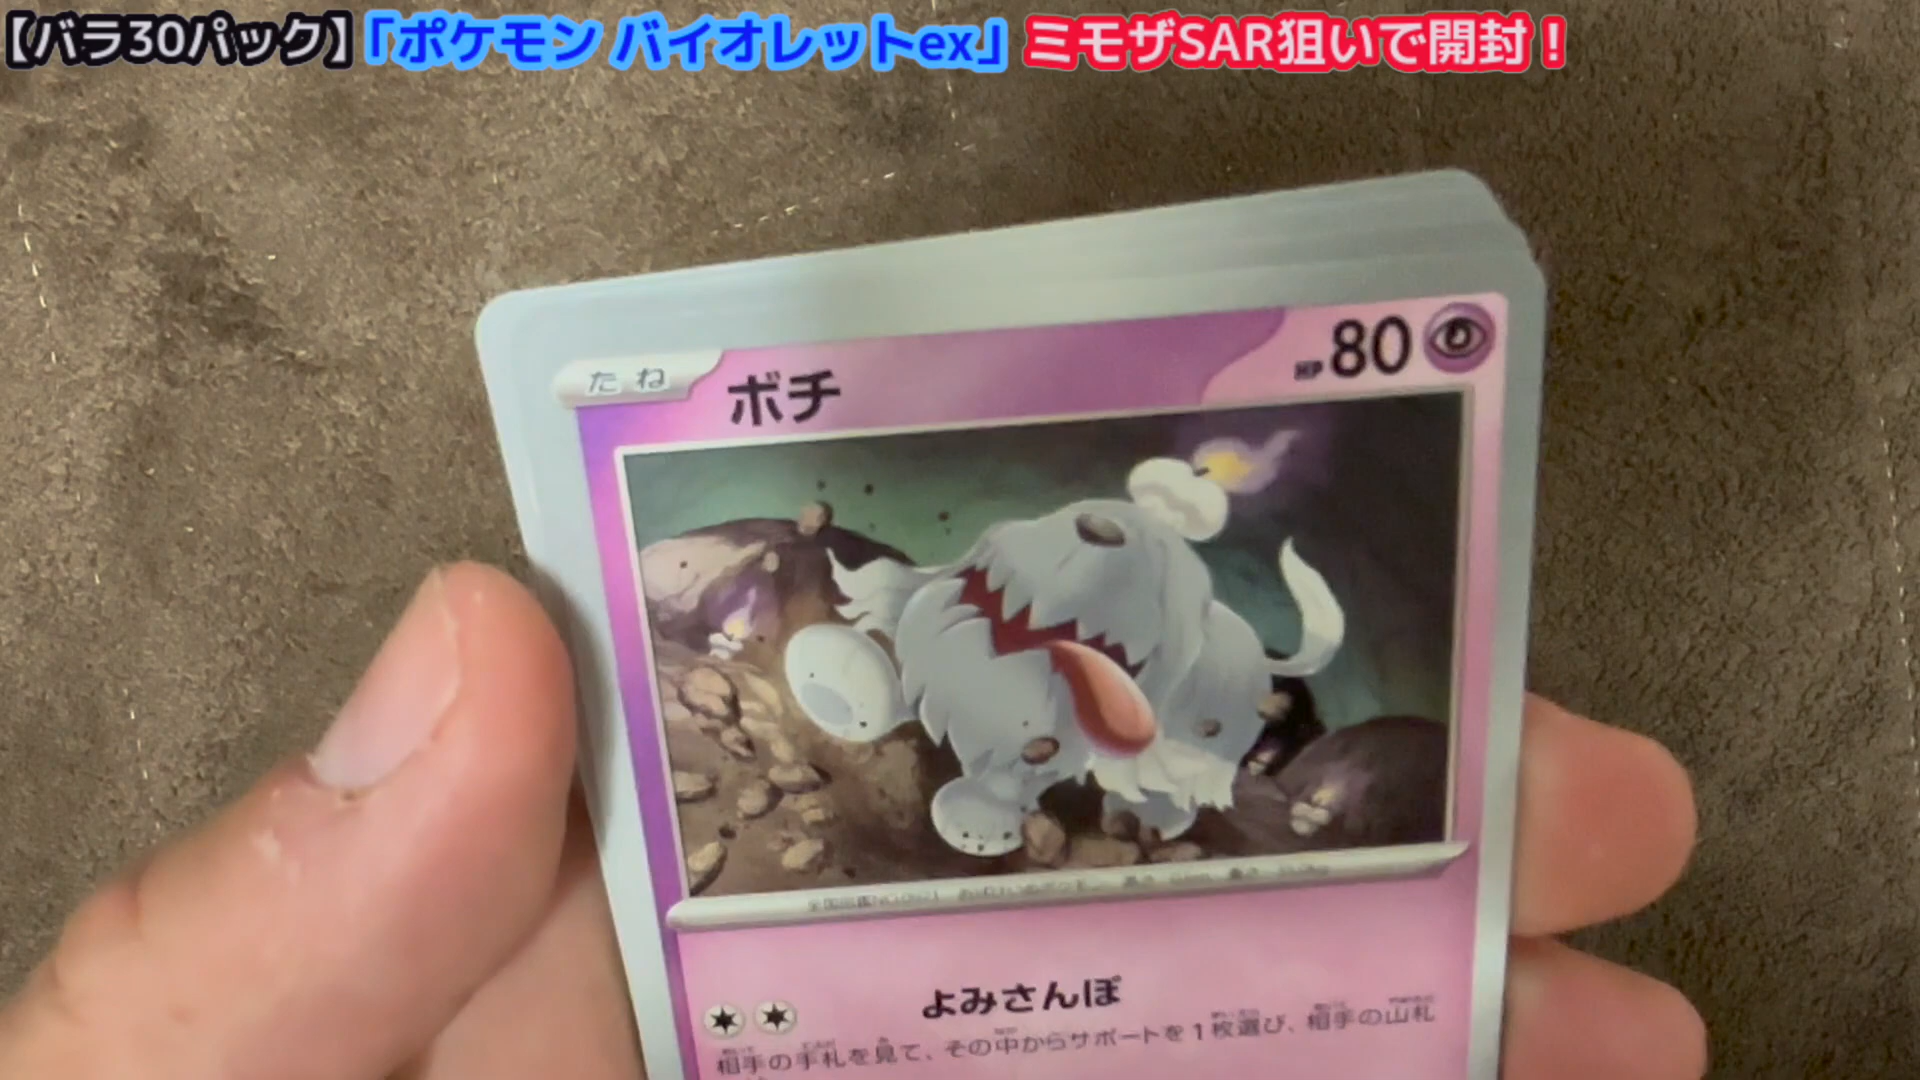 【バラ30パック】「ポケモン バイオレットex」ミモザSAR狙いで開封！
たね ボチ HP80
よみさんぽ
相手の手札を見て、その中からサポートを1枚選び、相手の山札